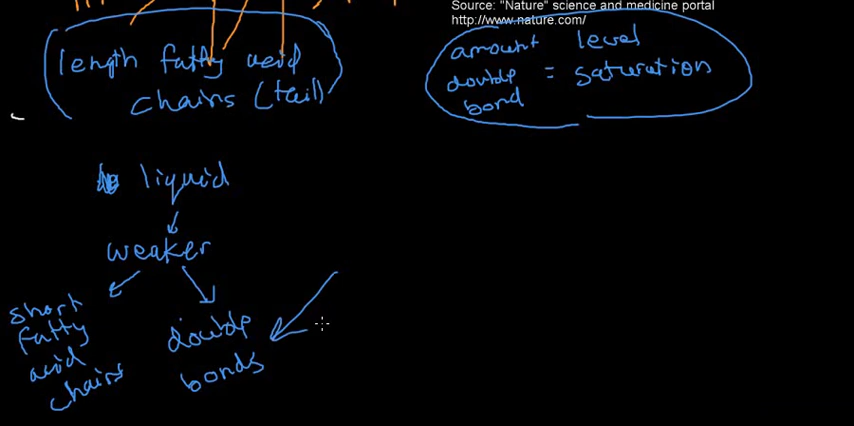 Source: "Nature" science and medicine portal
http://www.nature.com/
length fatty acid
chains (tail)
amount level
double = saturation
bond
liquid
weaker
short
fatty
acid
chains
double
bonds